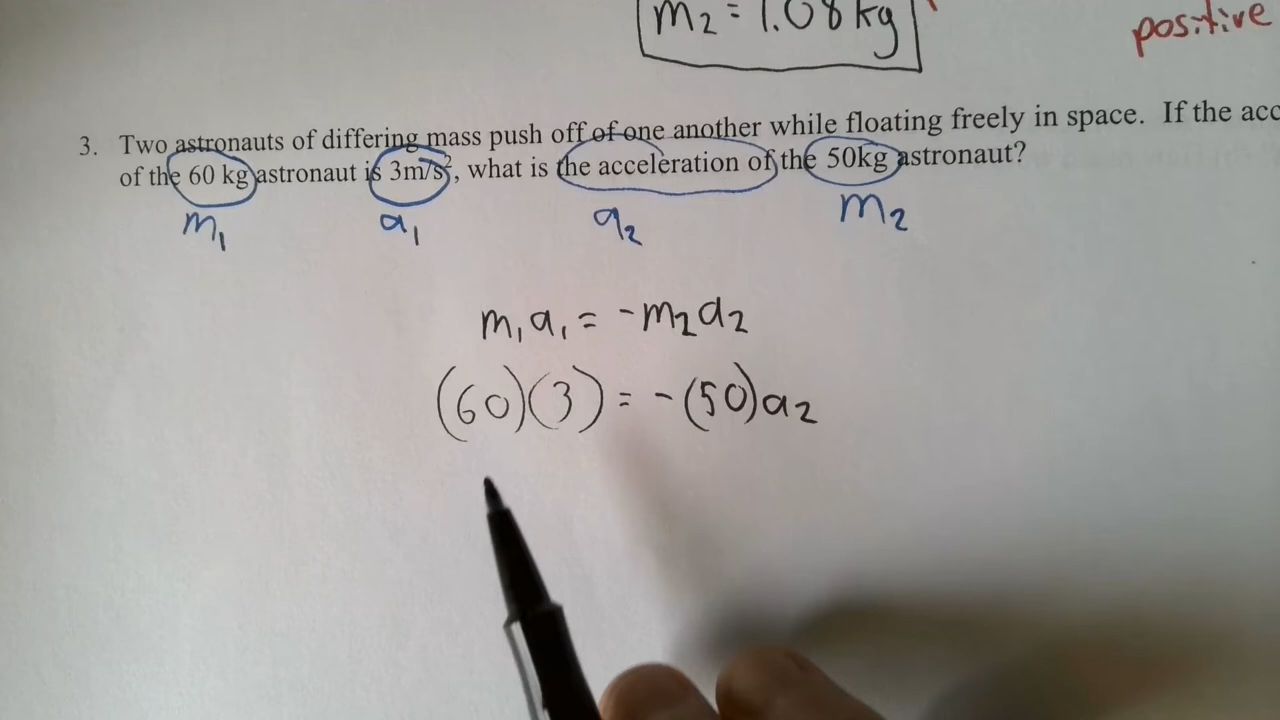 m₂ = 1.08 kg
positive
3. Two astronauts of differing mass push off of one another while floating freely in space. If the acc
of the 60 kg astronaut is 3m/s², what is the acceleration of the 50kg astronaut?
m₁ a₁ a₂ m₂
m₁a₁ = -m₂a₂
(60)(3) = -(50)a₂